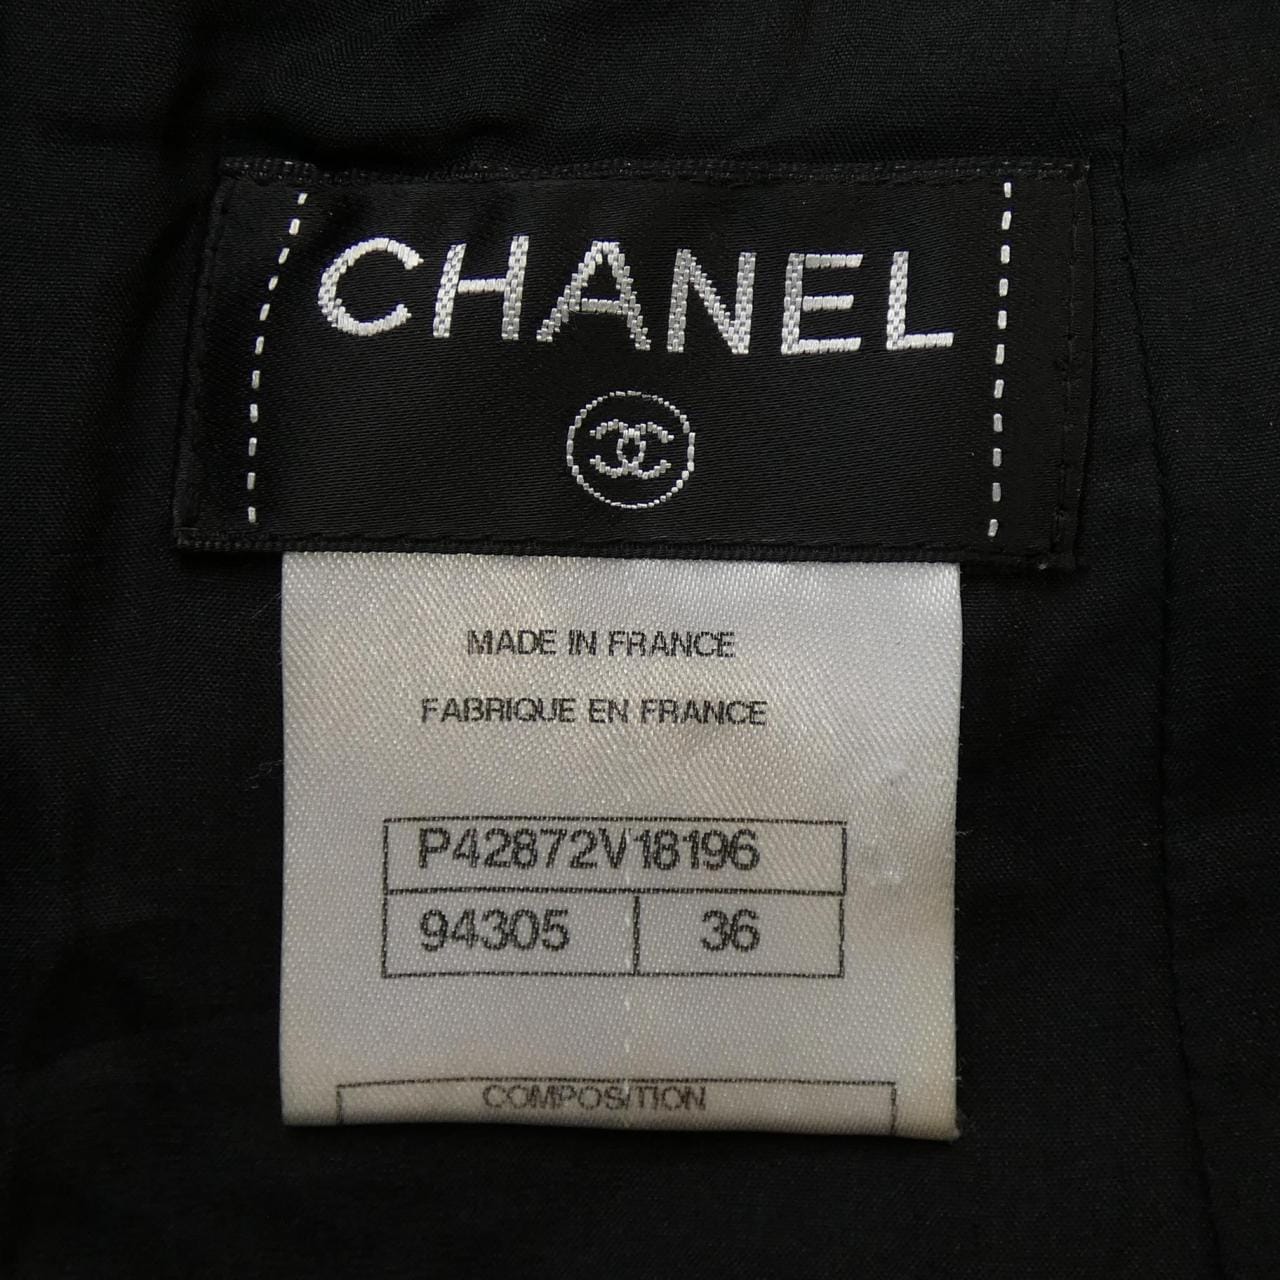 CHANEL
MADE IN FRANCE
FABRIQUE EN FRANCE
P42872V18196
94305 36
COMPOSITION